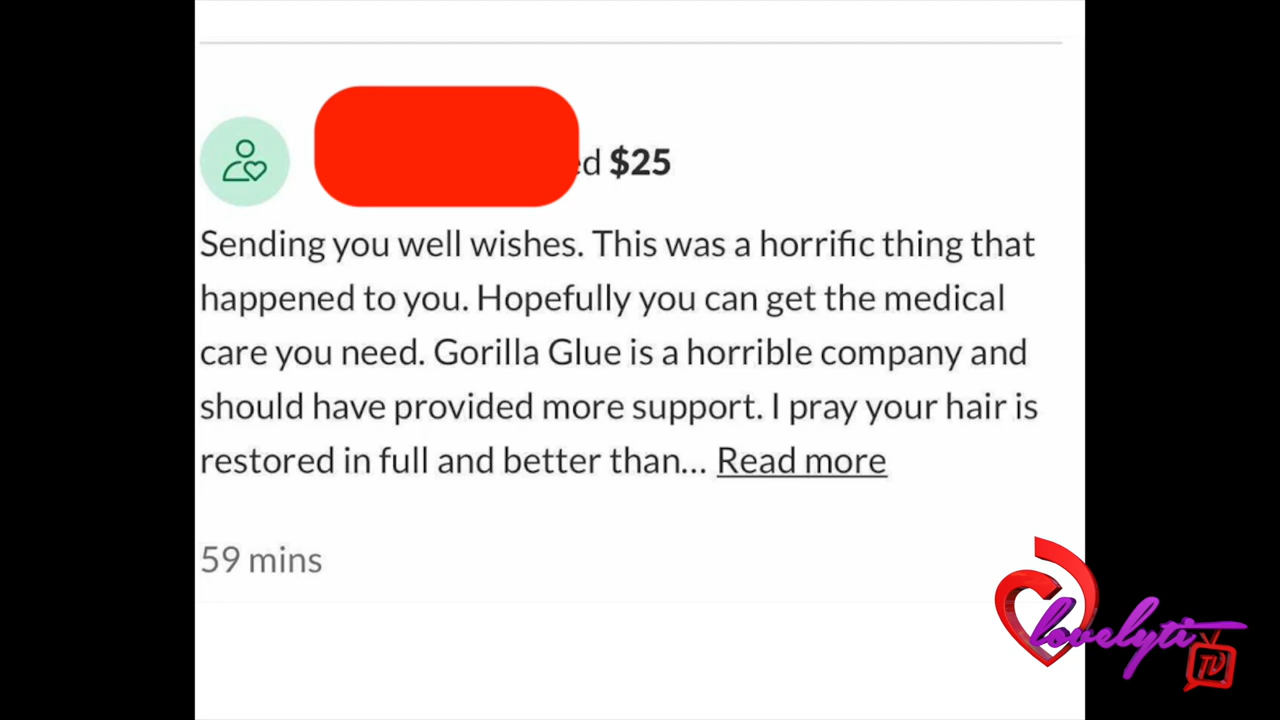 ed $25
Sending you well wishes. This was a horrific thing that
happened to you. Hopefully you can get the medical
care you need. Gorilla Glue is a horrible company and
should have provided more support. I pray your hair is
restored in full and better than... Read more
59 mins
lovelyti
TV